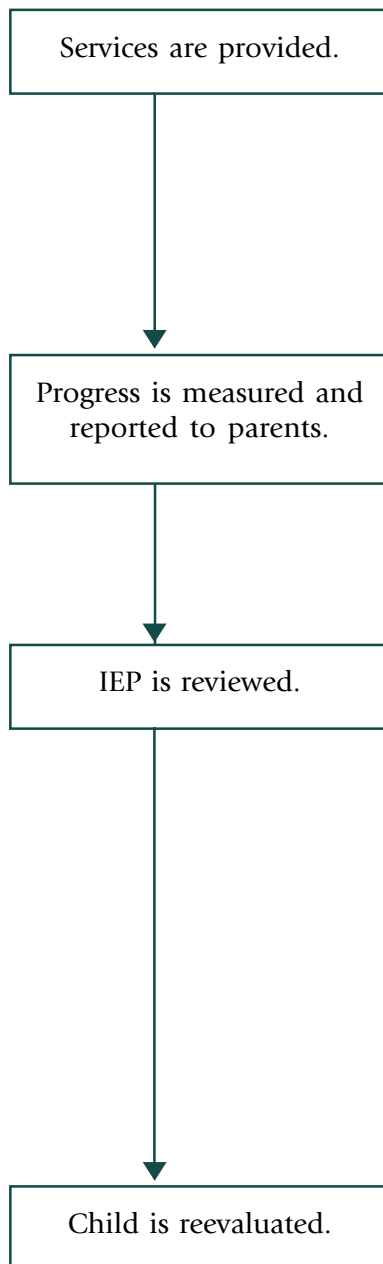 Services are provided.
Progress is measured and
reported to parents.
IEP is reviewed.
Child is reevaluated.